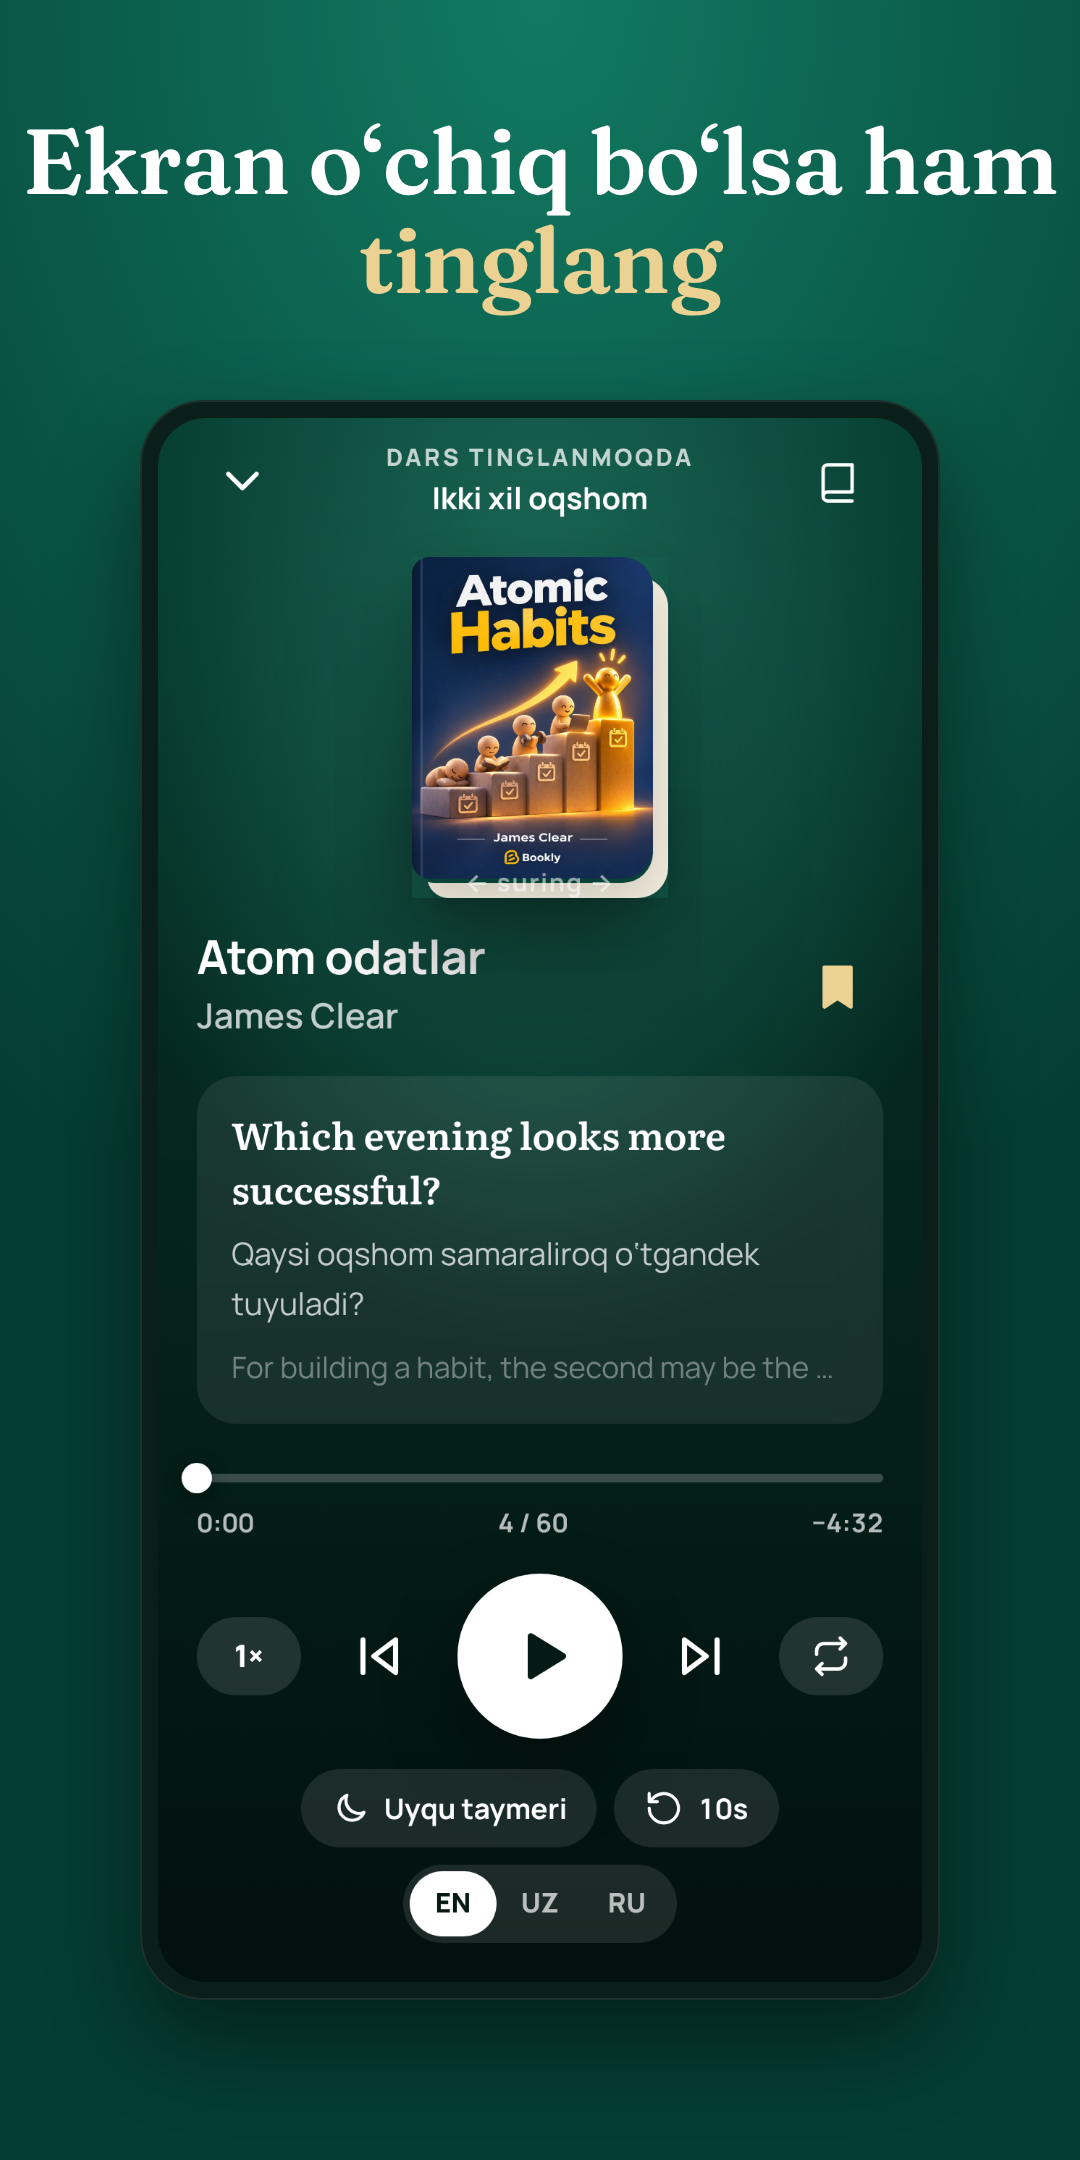 Ekran o‘chiq bo‘lsa ham
tinglang
DARS TINGLANMOQDA
Ikki xil oqshom
Atomic
Habits
James Clear
Bookly
← suring →
Atom odatlar
James Clear
Which evening looks more
successful?
Qaysi oqshom samaraliroq o‘tgandek
tuyuladi?
For building a habit, the second may be the ...
0:00
4 / 60
−4:32
1×
Uyqu taymeri
10s
EN
UZ
RU